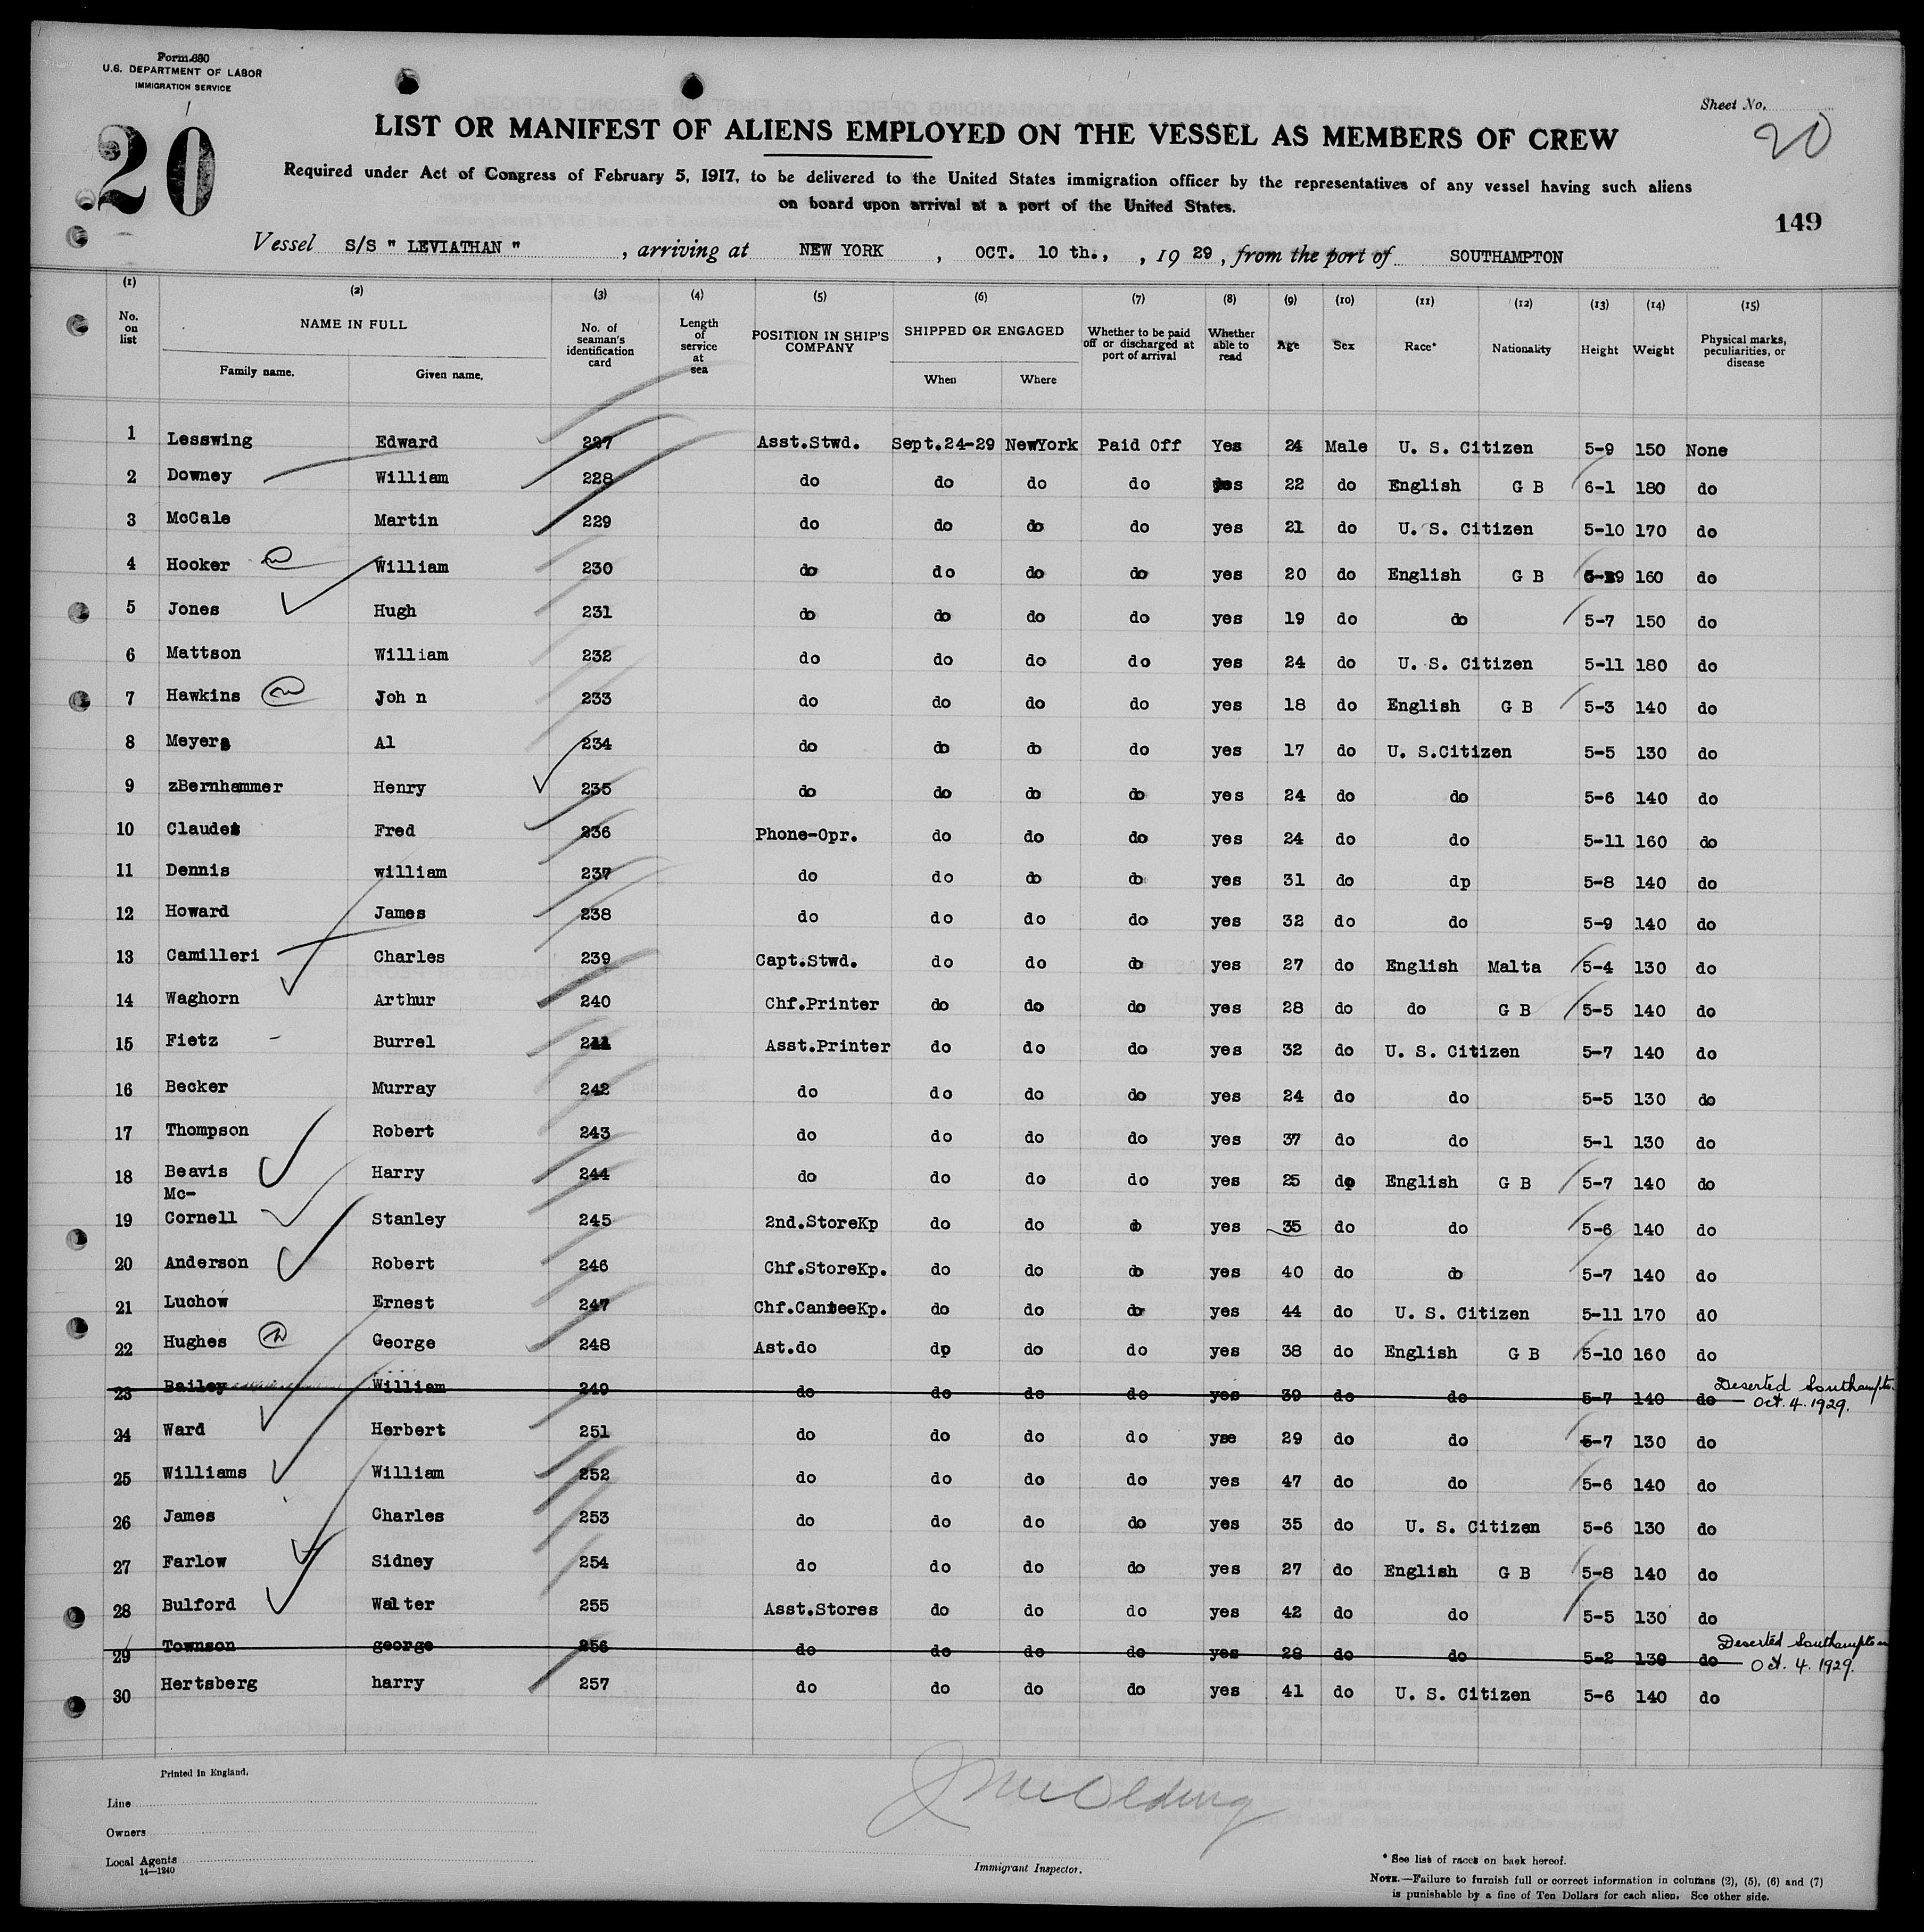 Form 680
U.S. DEPARTMENT OF LABOR
IMMIGRATION SERVICE
20
Sheet No.
20
LIST OR MANIFEST OF ALIENS EMPLOYED ON THE VESSEL AS MEMBERS OF CREW
Required under Act of Congress of February 5, 1917, to be delivered to the United States immigration officer by the representatives of any vessel having such aliens
on board upon arrival at a port of the United States.
149
Vessel S/S " LEVIATHAN " , arriving at NEW YORK , OCT. 10 th., , 19 29 , from the port of SOUTHAMPTON
(1) (2) (3) (4) (5) (6) (7) (8) (9) (10) (11) (12) (13) (14) (15)
No. on list NAME IN FULL Family name. Given name. No. of seaman's identification card Length of service at sea POSITION IN SHIP'S COMPANY SHIPPED OR ENGAGED When Where Whether to be paid off or discharged at port of arrival Whether able to read Age Sex Race* Nationality Height Weight Physical marks, peculiarities, or disease
1 Lesswing Edward 227 Asst.Stwd. Sept.24-29 NewYork Paid Off Yes 24 Male U. S. Citizen 5-9 150 None
2 Downey William 228 do do do do yes 22 do English G B 6-1 180 do
3 McCale Martin 229 do do do do yes 21 do U. S. Citizen 5-10 170 do
4 Hooker William 230 do do do do yes 20 do English G B 160 do
5 Jones Hugh 231 do do do do yes 19 do do 5-7 150 do
6 Mattson William 232 do do do do yes 24 do U. S. Citizen 5-11 180 do
7 Hawkins Joh n 233 do do do do yes 18 do English G B 5-3 140 do
8 Meyers Al 234 do do do do yes 17 do U. S.Citizen 5-5 130 do
9 zBernhammer Henry 235 do do do do yes 24 do do 5-6 140 do
10 Claudet Fred 236 Phone-Opr. do do do yes 24 do do 5-11 160 do
11 Dennis william 237 do do do do yes 31 do dp 5-8 140 do
12 Howard James 238 do do do do yes 32 do do 5-9 140 do
13 Camilleri Charles 239 Capt.Stwd. do do do yes 27 do English Malta 5-4 130 do
14 Waghorn Arthur 240 Chf.Printer do do do yes 28 do do G B 5-5 140 do
15 Fietz Burrel 241 Asst.Printer do do do yes 32 do U. S. Citizen 5-7 140 do
16 Becker Murray 242 do do do do yes 24 do do 5-5 130 do
17 Thompson Robert 243 do do do do yes 37 do do 5-1 130 do
18 Beavis Harry 244 do do do do yes 25 do English G B 5-7 140 do
Mc-
19 Cornell Stanley 245 2nd.StoreKp do do do yes 35 do do 5-6 140 do
20 Anderson Robert 246 Chf.StoreKp. do do do yes 40 do do 5-7 140 do
21 Luchow Ernest 247 Chf.CanteeKp. do do do yes 44 do U. S. Citizen 5-11 170 dO
22 Hughes George 248 Ast.do dp do do yes 38 do English G B 5-10 160 do
23 Bailey William 249 do do do do yes 39 do do 5-7 140 do Deserted Southampton
Oct. 4. 1929.
24 Ward Herbert 251 do do do do yse 29 do do 5-7 130 do
25 Williams William 252 do do do do yes 47 do do 5-6 140 do
26 James Charles 253 do do do do yes 35 do U. S. Citizen 5-6 130 do
27 Farlow Sidney 254 do do do do yes 27 do English G B 5-8 140 do
28 Bulford Walter 255 Asst.Stores do do do yes 42 do do 5-5 130 do
29 Townson george 256 do do do do yes 28 do do 5-2 130 do Deserted Southampton
Oct. 4. 1929.
30 Hertsberg harry 257 do do do do yes 41 do U. S. Citizen 5-6 140 do
Printed in England.
Line
Owners
Local Agents
14-1240
Immigrant Inspector.
* See list of races on back hereof.
NOTE.—Failure to furnish full or correct information in columns (2), (5), (6) and (7)
is punishable by a fine of Ten Dollars for each alien. See other side.